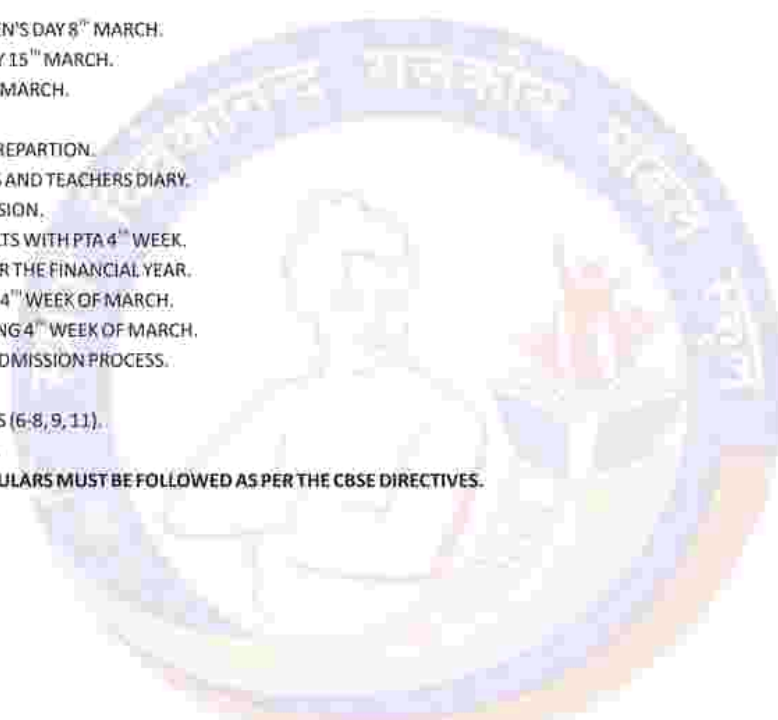 EN'S DAY 8th MARCH.
Y 15th MARCH.
MARCH.
REPARTION.
S AND TEACHERS DIARY.
SION.
TS WITH PTA 4th WEEK.
R THE FINANCIAL YEAR.
4th WEEK OF MARCH.
NG 4th WEEK OF MARCH.
DMISSION PROCESS.
S (6-8, 9, 11).
ULARS MUST BE FOLLOWED AS PER THE CBSE DIRECTIVES.